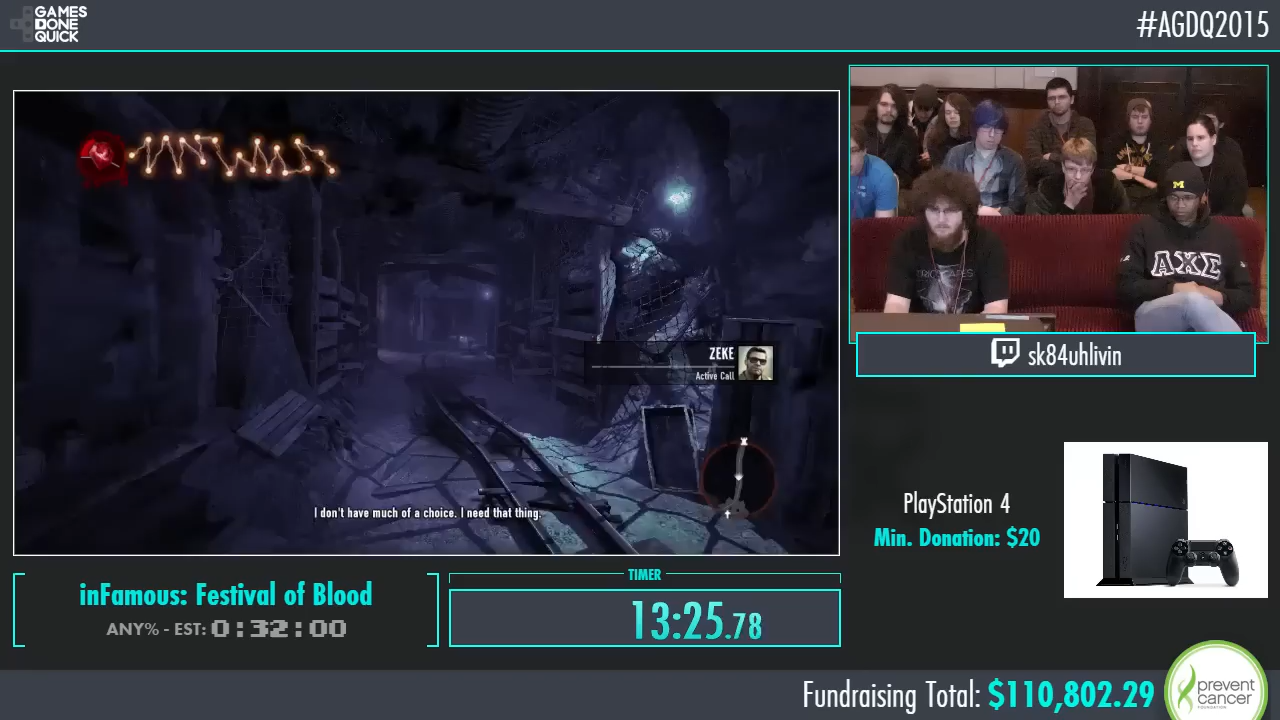 GAMES
DONE
QUICK
#AGDQ2015
ZEKE
Active Call
I don't have much of a choice. I need that thing.
M
ΑΧΣ
sk84uhlivin
PlayStation 4
Min. Donation: $20
inFamous: Festival of Blood
ANY% - EST: 0:32:00
TIMER
13:25.78
Fundraising Total: $110,802.29
prevent
cancer
FOUNDATION